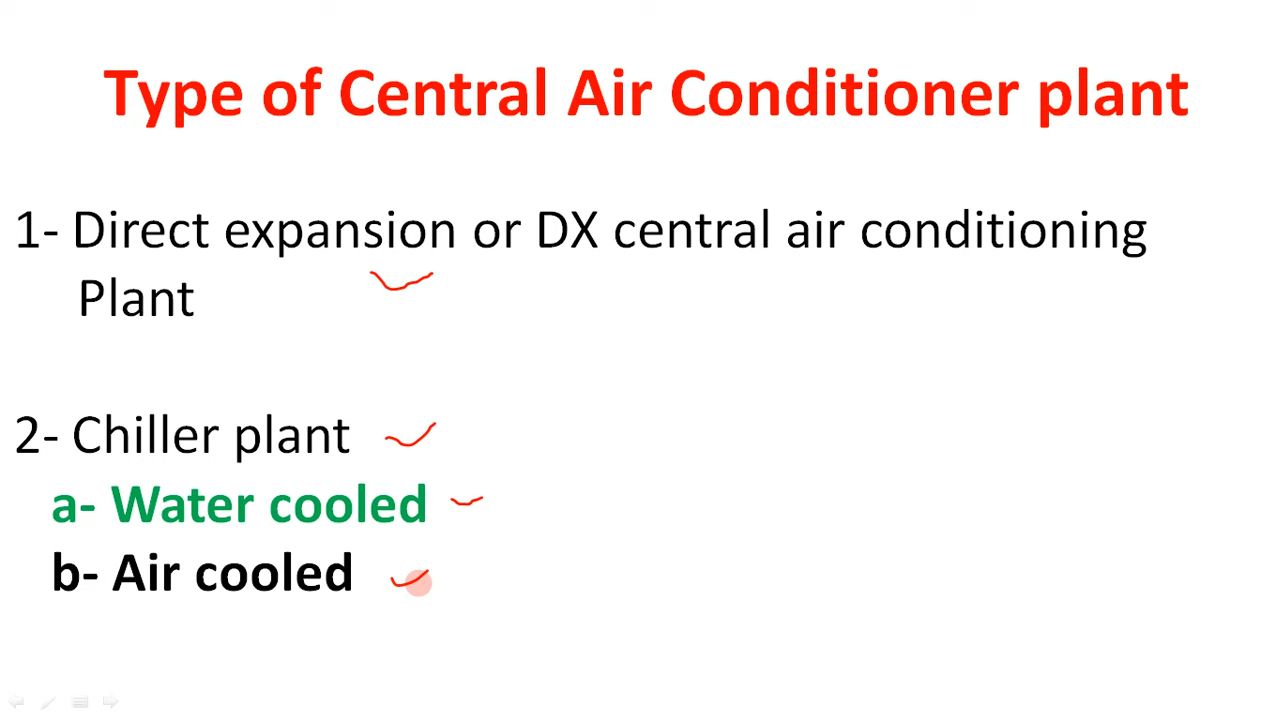 Type of Central Air Conditioner plant
1- Direct expansion or DX central air conditioning
Plant
2- Chiller plant
a- Water cooled
b- Air cooled